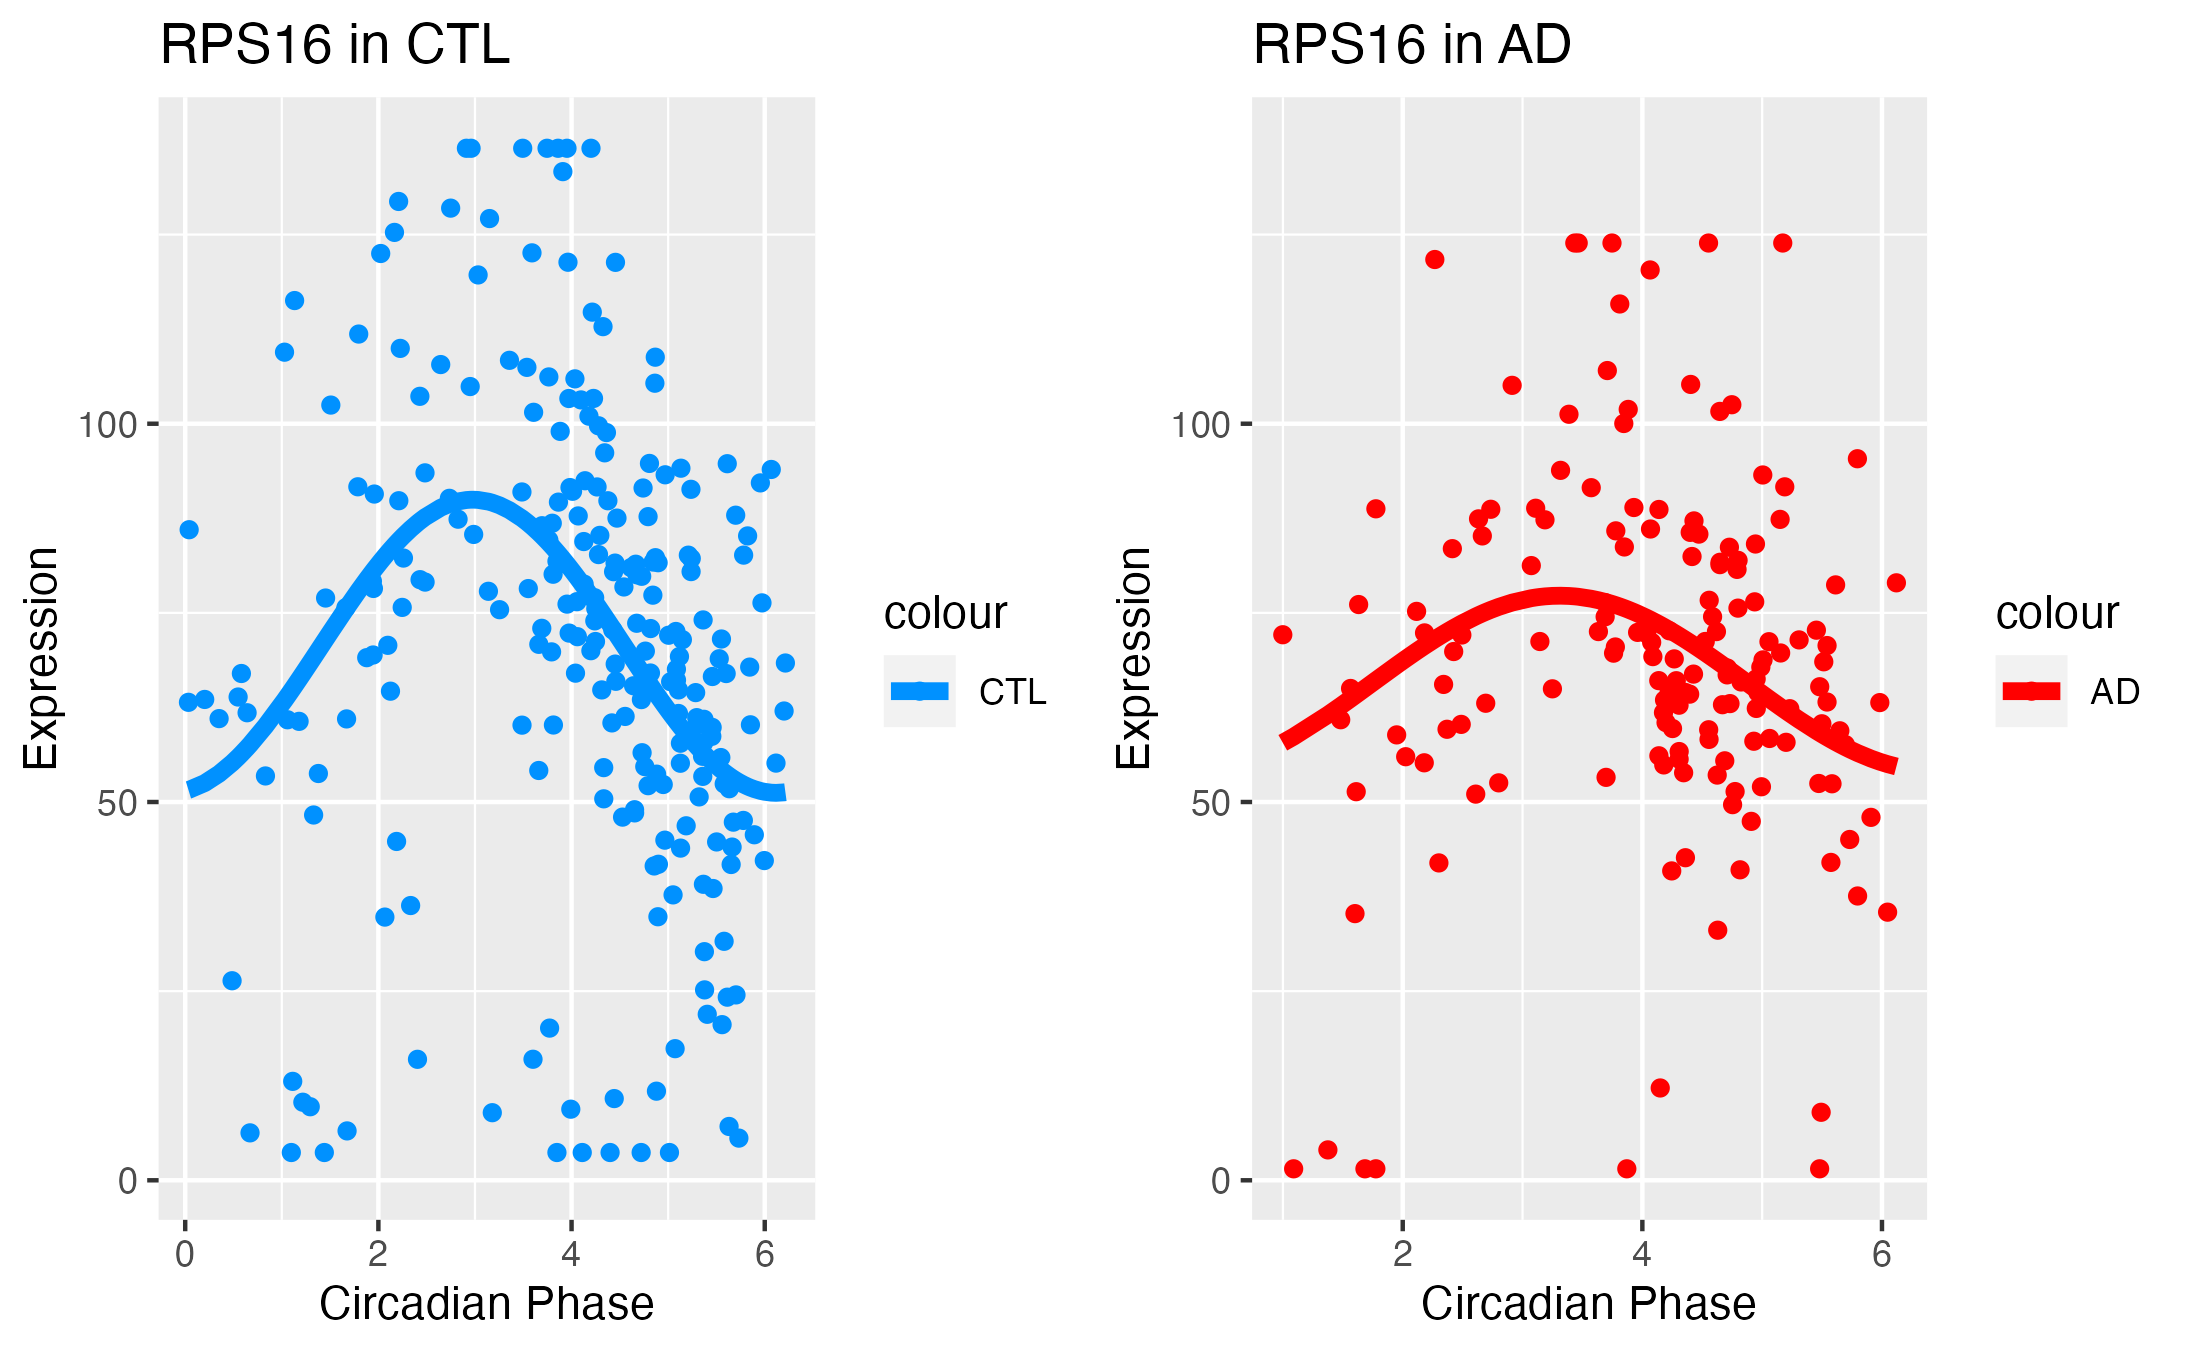 RPS16 in CTL
Expression
100
50
0
0 2 4 6
Circadian Phase
colour
CTL
RPS16 in AD
Expression
100
50
0
2 4 6
Circadian Phase
colour
AD